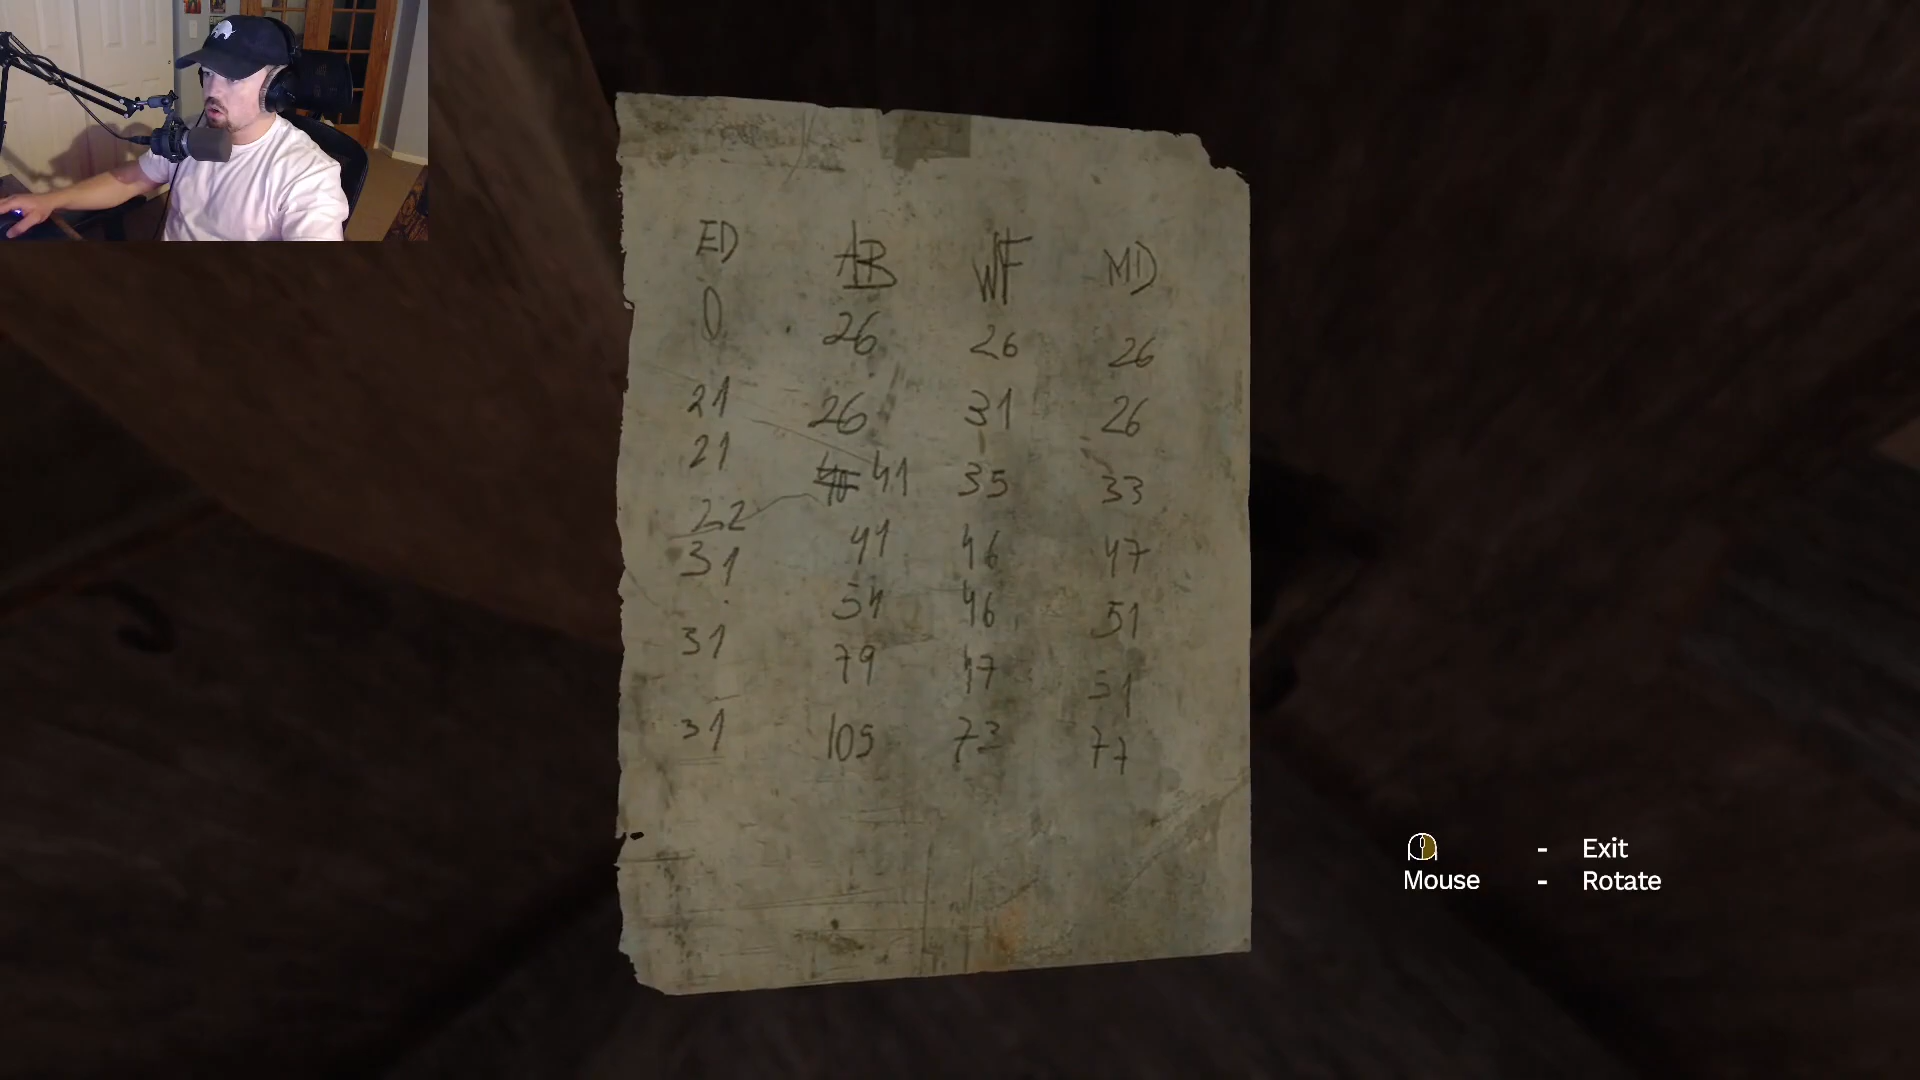 ED AB WF MD
0 26 26 26
21 26 31 26
21 41 35 33
22 41 46 47
31 54 46 51
31 79 47 51
31 105 73 77
- Exit
Mouse - Rotate